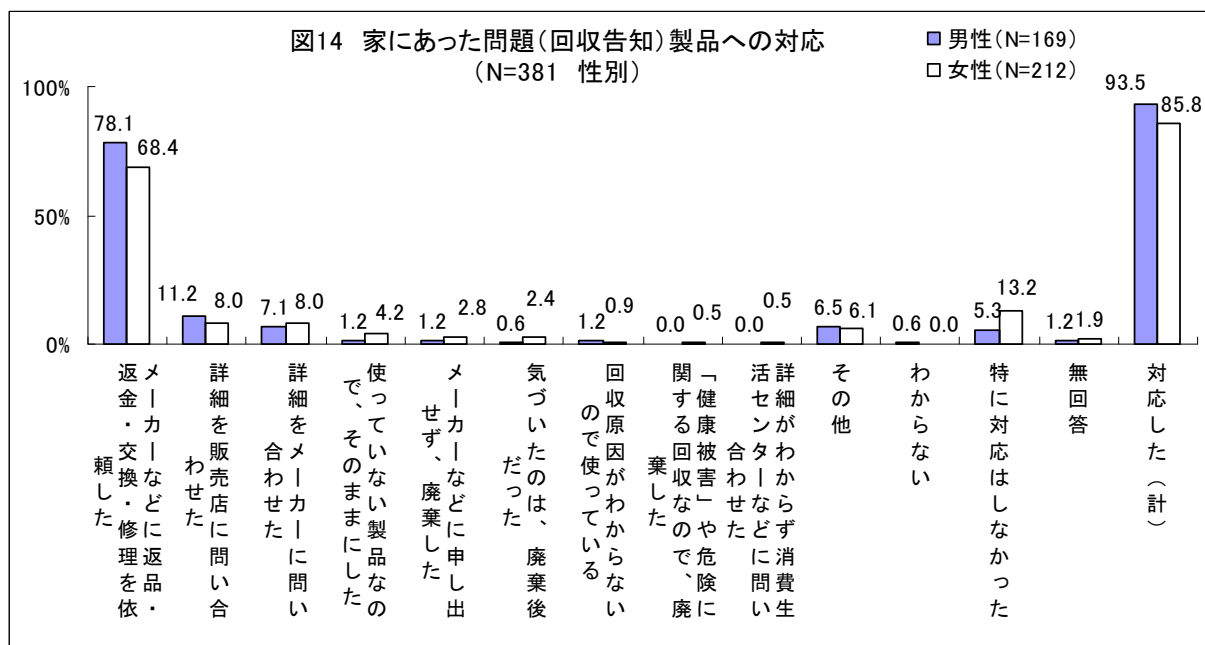 図14 家にあった問題(回収告知)製品への対応
(N=381 性別)
男性(N=169)
女性(N=212)
100%
50%
0%
78.1
68.4
11.2
8.0
7.1
8.0
1.2
4.2
1.2
2.8
0.6
2.4
1.2
0.9
0.0
0.5
0.0
0.5
6.5
6.1
0.6
0.0
5.3
13.2
1.2
1.9
93.5
85.8
メーカーなどに返品・
返金・交換・修理を依
頼した
詳細を販売店に問い合
わせた
詳細をメーカーに問い
合わせた
使っていない製品なの
で、そのままにした
メーカーなどに申し出
せず、廃棄した
気づいたのは、廃棄後
だった
回収原因がわからない
ので使っている
「健康被害」や危険に
関する回収なので、廃
棄した
詳細がわからず消費生
活センターなどに問い
合わせた
その他
わからない
特に対応はしなかった
無回答
対応した(計)